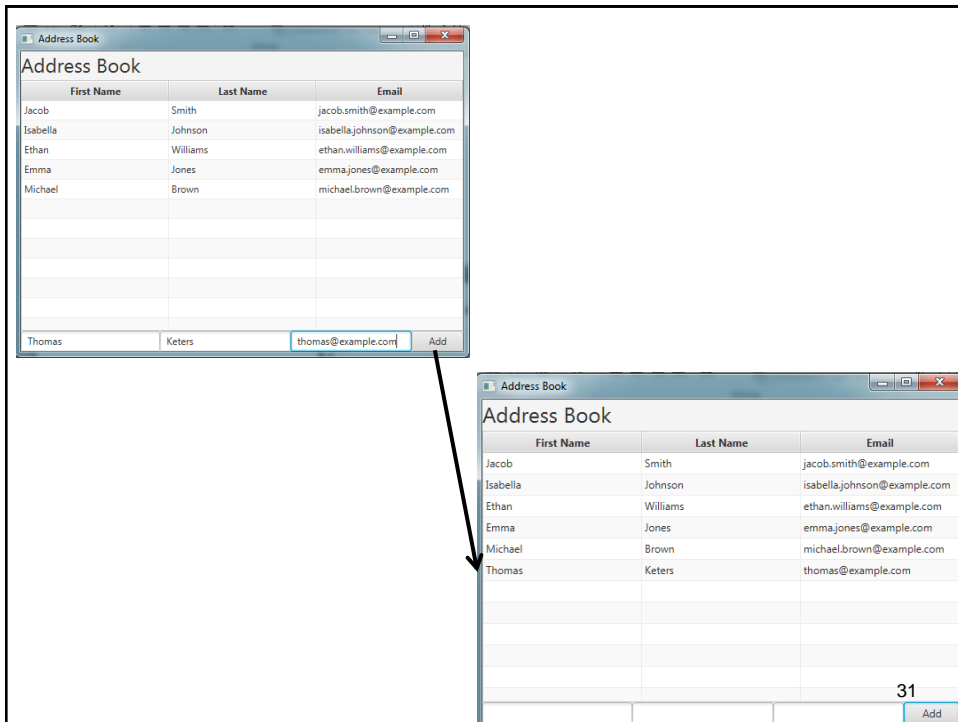 Address Book
Address Book
First Name Last Name Email
Jacob Smith jacob.smith@example.com
Isabella Johnson isabella.johnson@example.com
Ethan Williams ethan.williams@example.com
Emma Jones emma.jones@example.com
Michael Brown michael.brown@example.com
Thomas Keters thomas@example.com Add
Address Book
Address Book
First Name Last Name Email
Jacob Smith jacob.smith@example.com
Isabella Johnson isabella.johnson@example.com
Ethan Williams ethan.williams@example.com
Emma Jones emma.jones@example.com
Michael Brown michael.brown@example.com
Thomas Keters thomas@example.com
31
Add